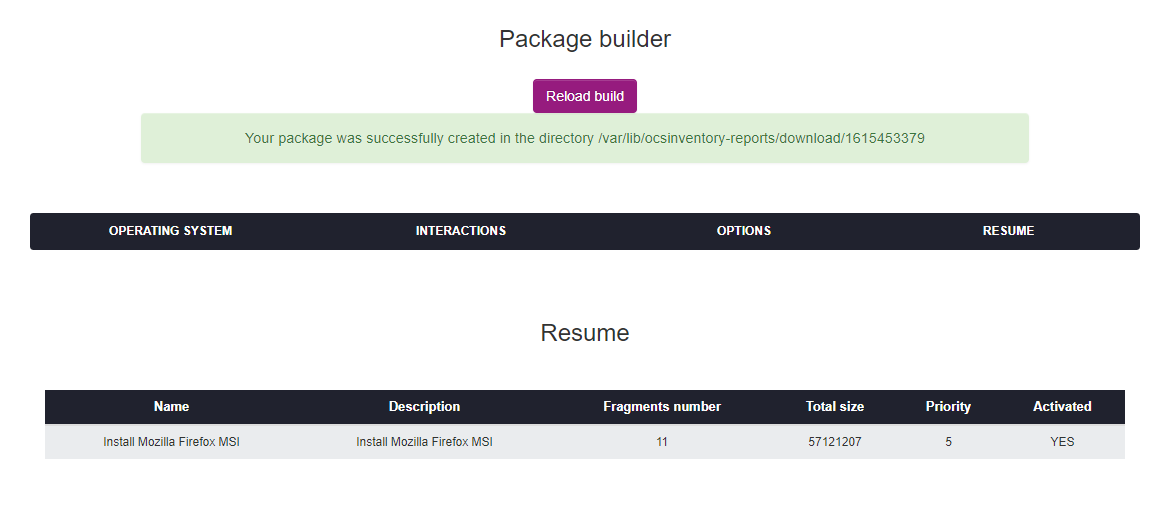 Package builder
Reload build
Your package was successfully created in the directory /var/lib/ocsinventory-reports/download/1615453379
OPERATING SYSTEM INTERACTIONS OPTIONS RESUME
Resume
Name Description Fragments number Total size Priority Activated
Install Mozilla Firefox MSI Install Mozilla Firefox MSI 11 57121207 5 YES